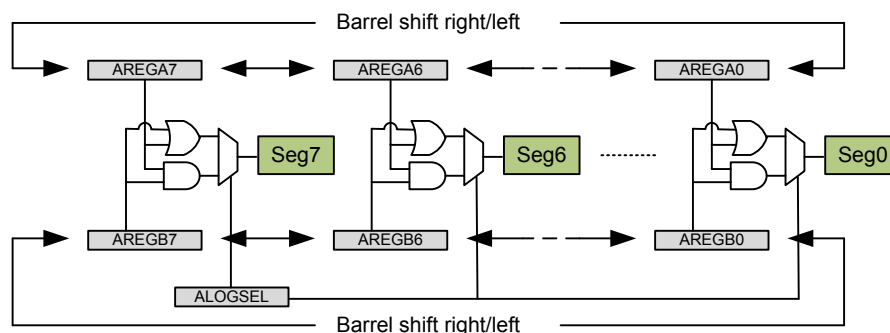 Barrel shift right/left
AREGA7
AREGA6
AREGA0
Seg7
Seg6
Seg0
AREGB7
AREGB6
AREGB0
ALOGSEL
Barrel shift right/left